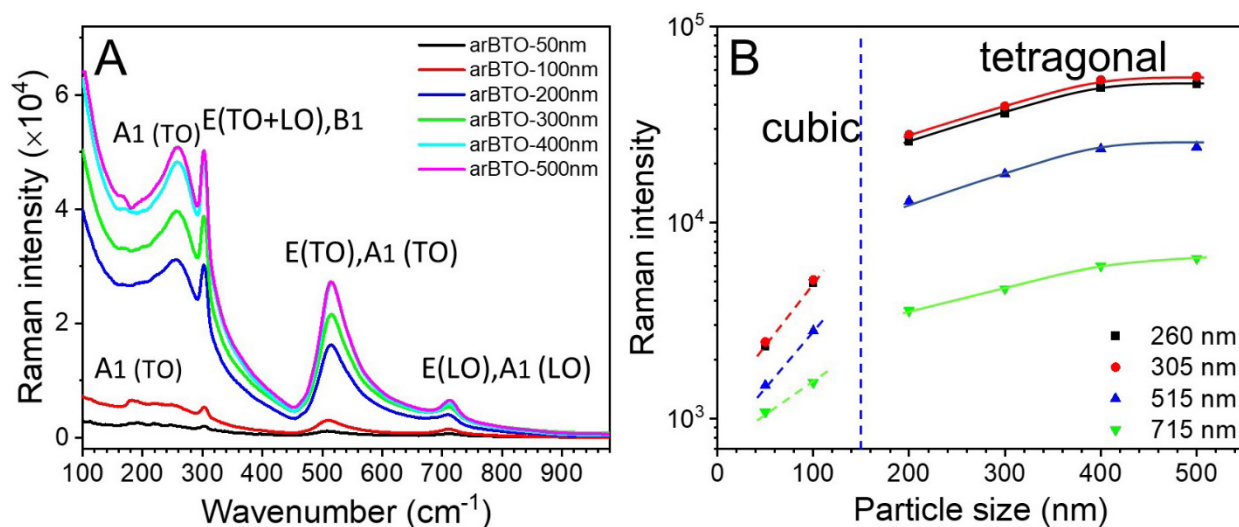 A
arBTO-50nm
arBTO-100nm
arBTO-200nm
arBTO-300nm
arBTO-400nm
arBTO-500nm
A1 (TO)
E(TO+LO),B1
E(TO),A1 (TO)
A1 (TO)
E(LO),A1 (LO)
Raman intensity (×10⁴)
6
4
2
0
100 200 300 400 500 600 700 800 900
Wavenumber (cm⁻¹)
B
cubic
tetragonal
260 nm
305 nm
515 nm
715 nm
Raman intensity
10⁵
10⁴
10³
0 100 200 300 400 500
Particle size (nm)